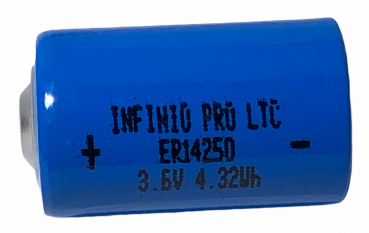 INFINIO PRO LTC
ER14250
+ -
3.6V 4.32Wh